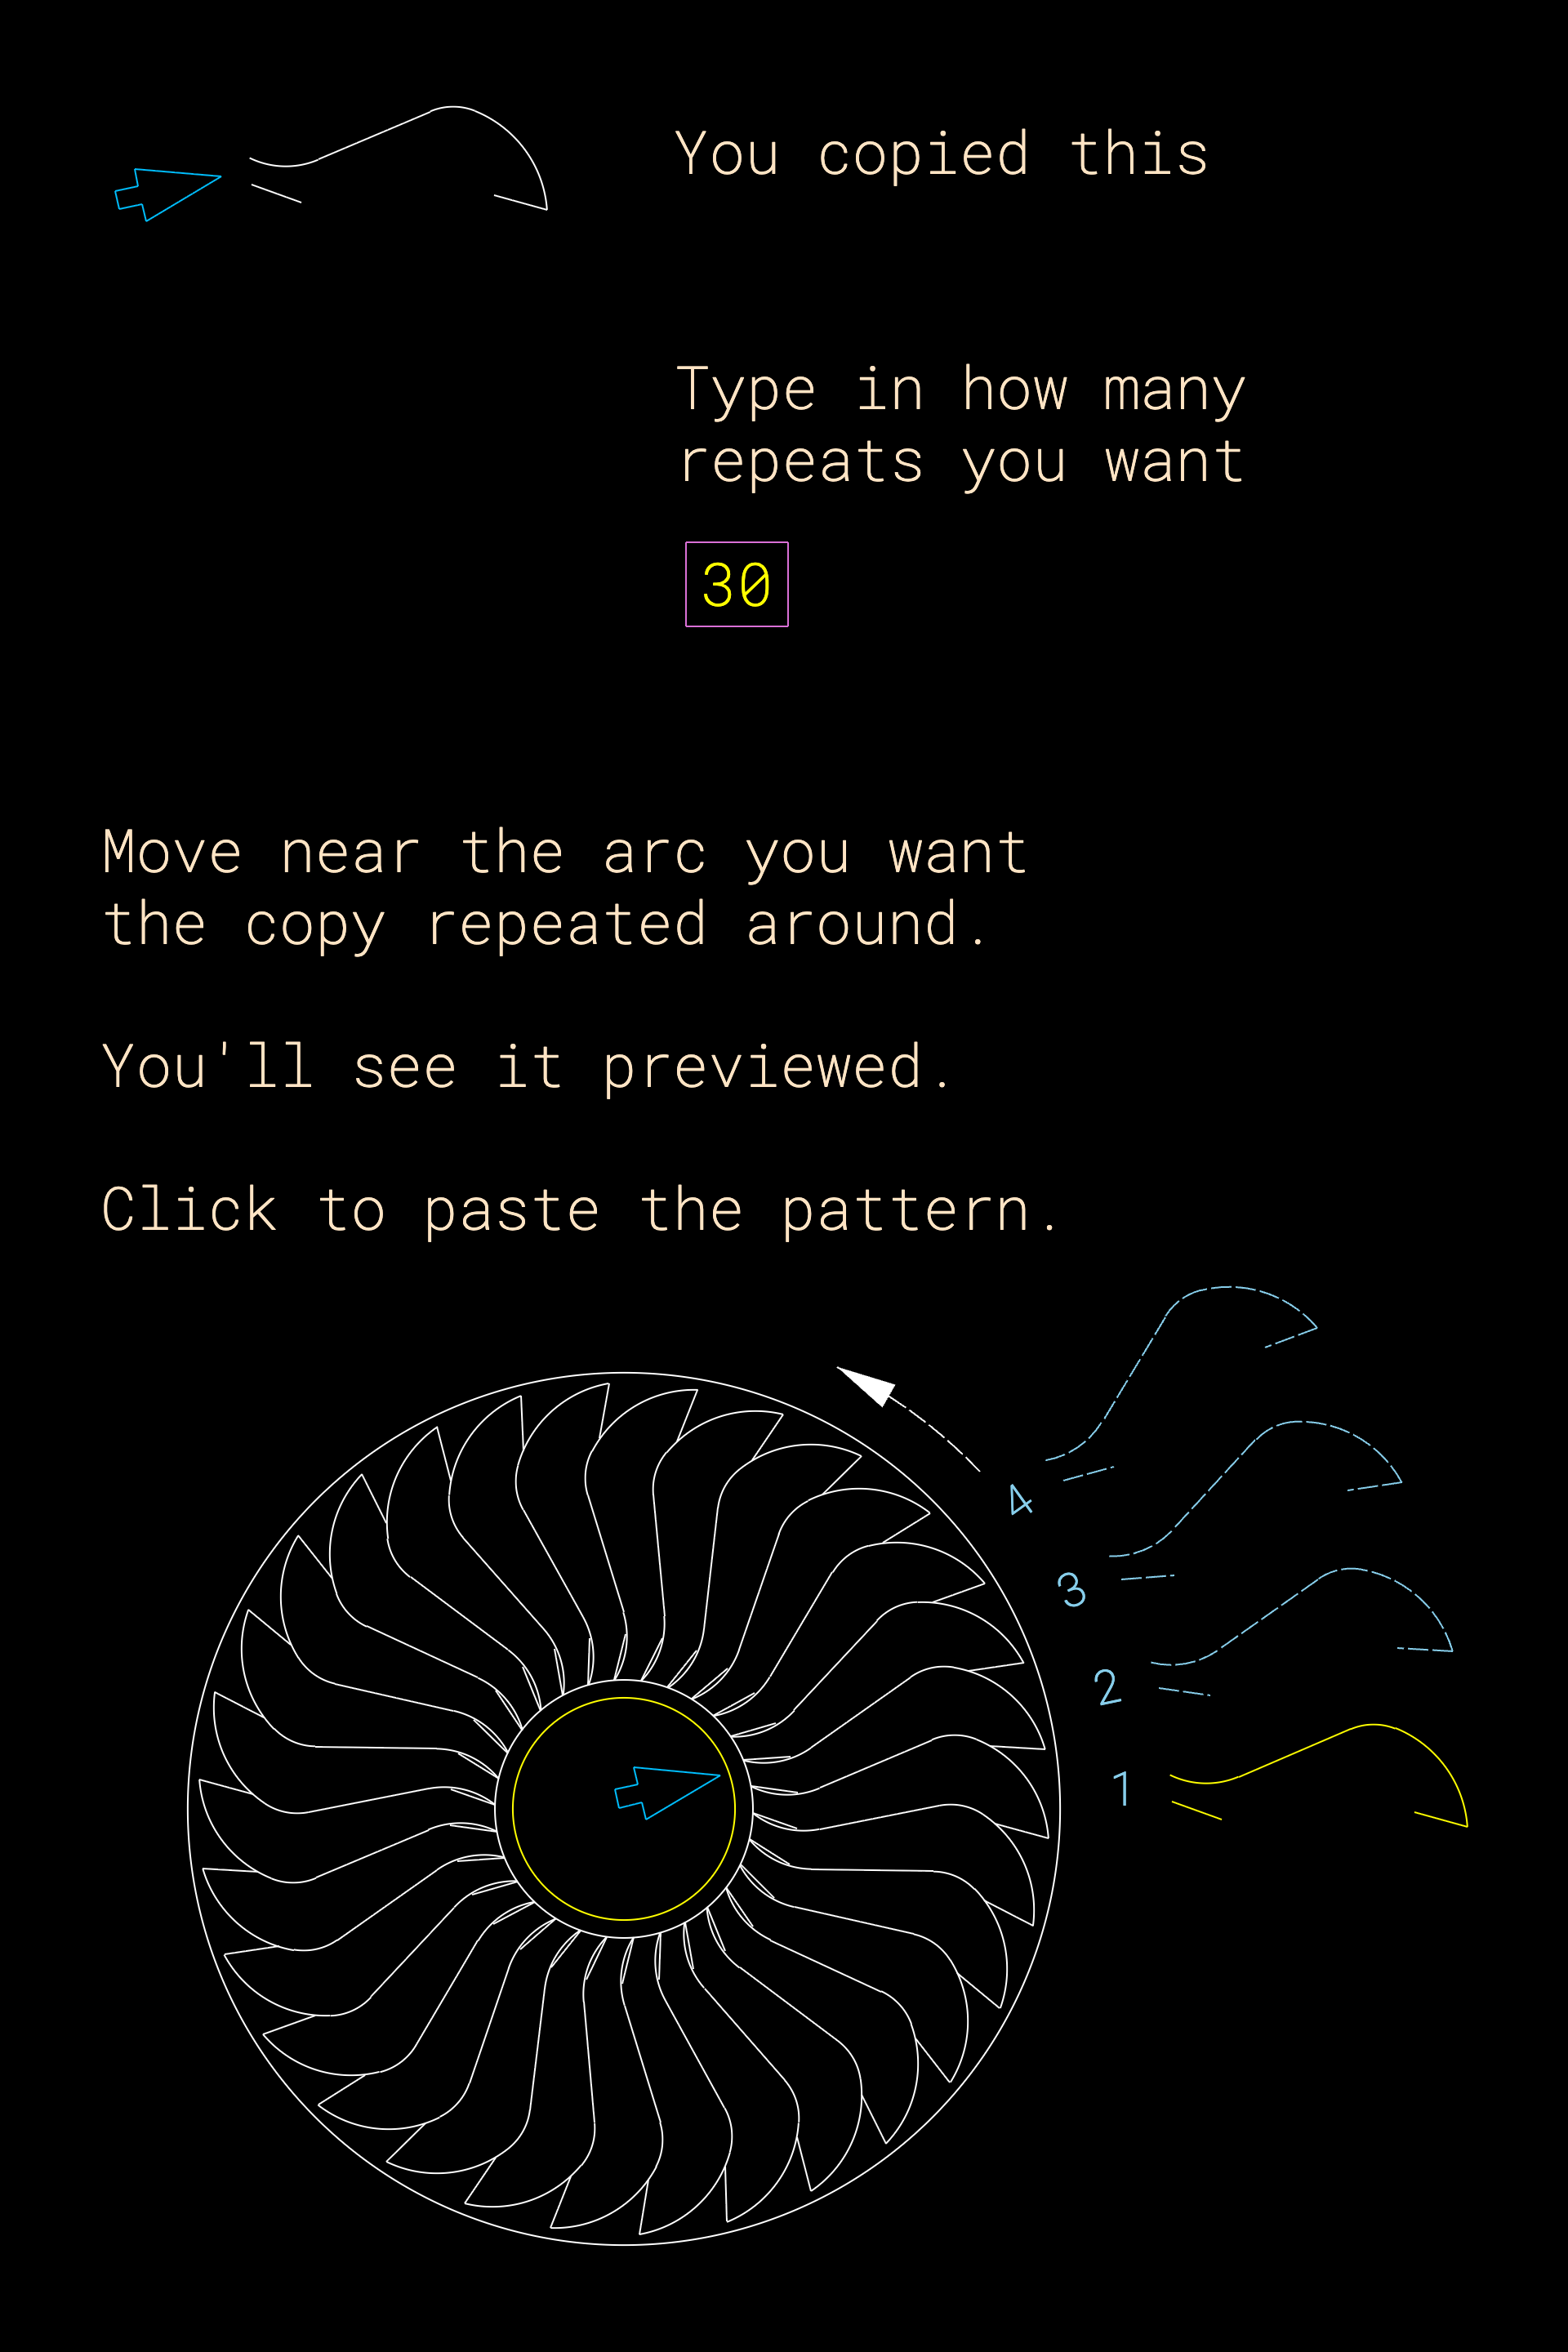 You copied this
Type in how many
repeats you want
30
Move near the arc you want
the copy repeated around.
You'll see it previewed.
Click to paste the pattern.
4
3
2
1